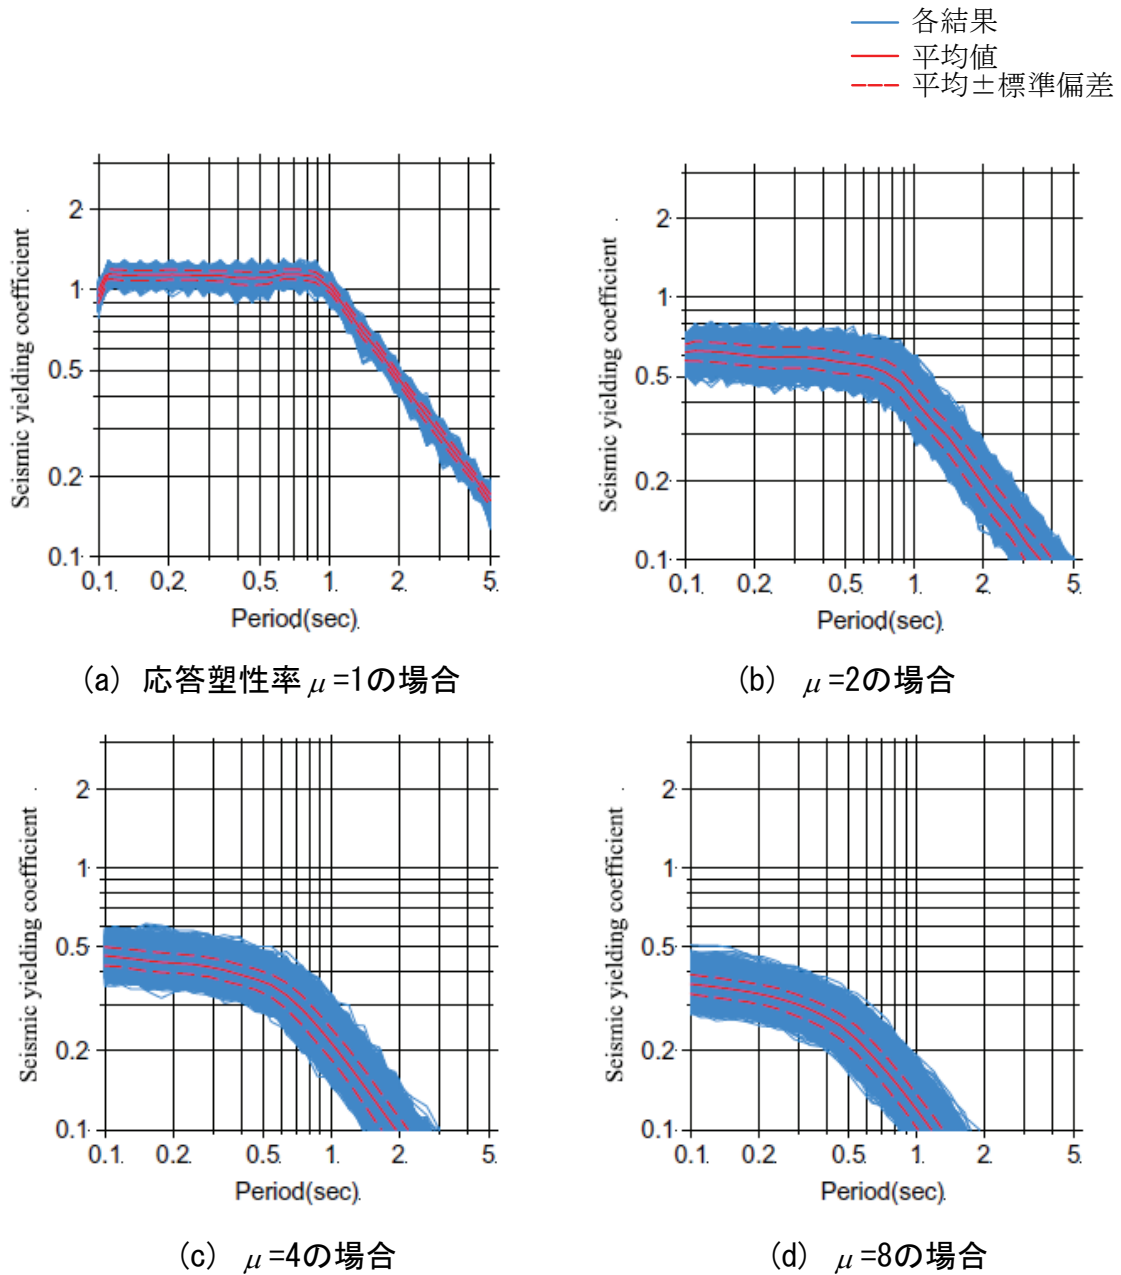 各結果
平均値
平均±標準偏差
Seismic yielding coefficient
2
1
0.5
0.2
0.1
0.1 0.2 0.5 1 2 5
Period(sec)
(a) 応答塑性率μ=1の場合
Seismic yielding coefficient
2
1
0.5
0.2
0.1
0.1 0.2 0.5 1 2 5
Period(sec)
(b) μ=2の場合
Seismic yielding coefficient
2
1
0.5
0.2
0.1
0.1 0.2 0.5 1 2 5
Period(sec)
(c) μ=4の場合
Seismic yielding coefficient
2
1
0.5
0.2
0.1
0.1 0.2 0.5 1 2 5
Period(sec)
(d) μ=8の場合